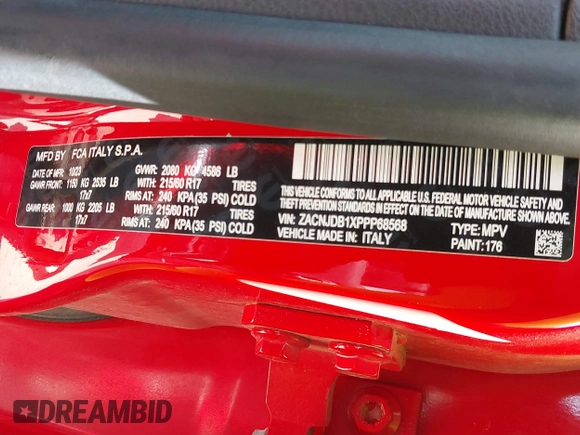 MFD BY FCA ITALY S.P.A.
DATE OF MFR 10/23 GVWR: 2080 KG 4586 LB
GAWR FRONT: 1150 KG 2535 LB WITH 215/60 R17 TIRES
17x7 RIMS AT: 240 KPA(35 PSI) COLD
GAWR REAR: 1000 KG 2205 LB WITH 215/60 R17 TIRES
17x7 RIMS AT: 240 KPA(35 PSI) COLD
THIS VEHICLE CONFORMS TO ALL APPLICABLE U.S. FEDERAL MOTOR VEHICLE SAFETY AND
THEFT PREVENTION STANDARDS IN EFFECT ON THE DATE OF MANUFACTURE SHOWN ABOVE.
VIN: ZACNJDB1XPPP68568 TYPE: MPV
VEHICLE MADE IN: ITALY PAINT: 176
DREAMBID